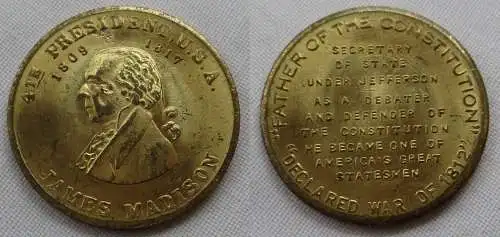 4TH PRESIDENT U.S.A.
1809 1817
JAMES MADISON
"FATHER OF THE CONSTITUTION"
SECRETARY
OF STATE
UNDER JEFFERSON
AS A DEBATER
AND DEFENDER OF
THE CONSTITUTION
HE BECAME ONE OF
AMERICA'S GREAT
STATESMEN
"DECLARED WAR OF 1812"